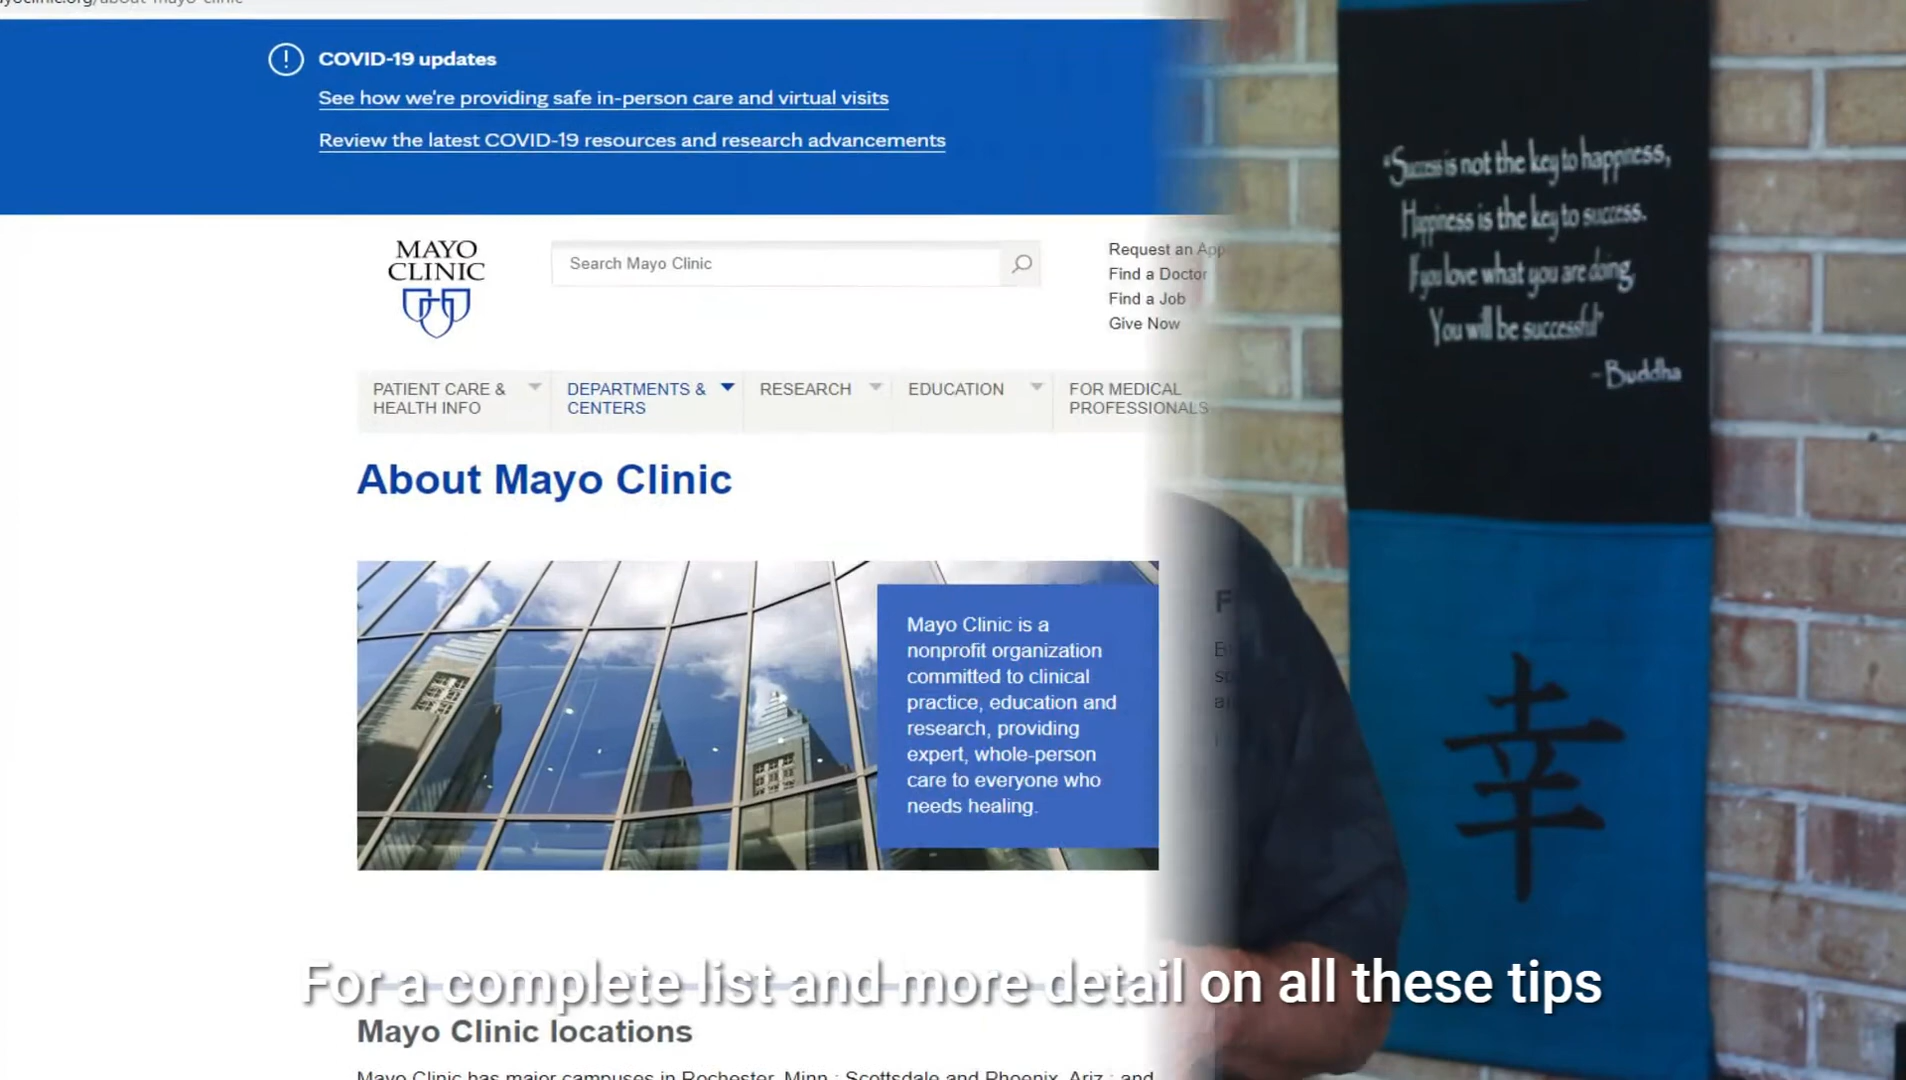 COVID-19 updates
See how we're providing safe in-person care and virtual visits
Review the latest COVID-19 resources and research advancements
MAYO
CLINIC
Search Mayo Clinic
Request an App
Find a Doctor
Find a Job
Give Now
PATIENT CARE &
HEALTH INFO
DEPARTMENTS &
CENTERS
RESEARCH
EDUCATION
FOR MEDICAL
PROFESSIONALS
About Mayo Clinic
Mayo Clinic is a
nonprofit organization
committed to clinical
practice, education and
research, providing
expert, whole-person
care to everyone who
needs healing.
Mayo Clinic locations
Mayo Clinic has major campuses in Rochester, Minn.; Scottsdale and Phoenix, Ariz.; and
"Success is not the key to happiness,
Happiness is the key to success.
If you love what you are doing,
You will be successful"
- Buddha
幸
For a complete list and more detail on all these tips